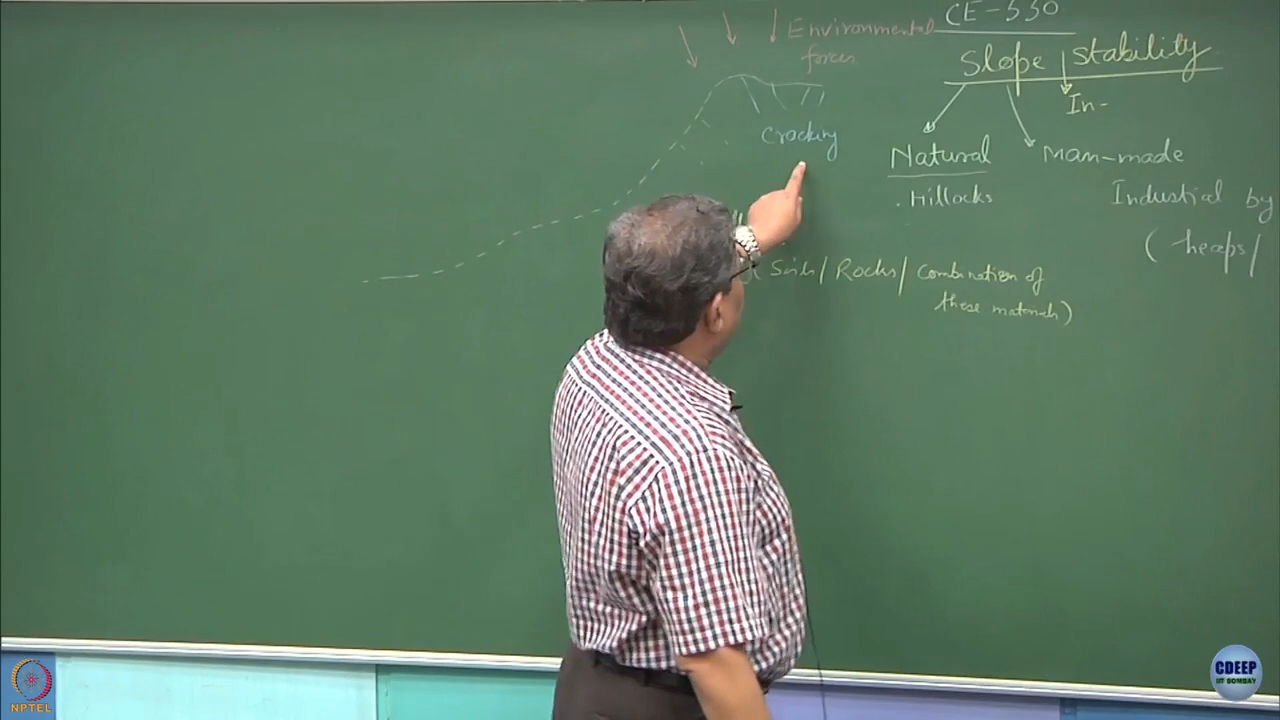 CE-330
Slope stability
In-
Environmental
forces
Cracking
Natural
Man-made
. Hillocks
Industrial by
( heaps/
( Soils/ Rocks/ Combination of
these materials)
NPTEL
CDEEP
IIT BOMBAY